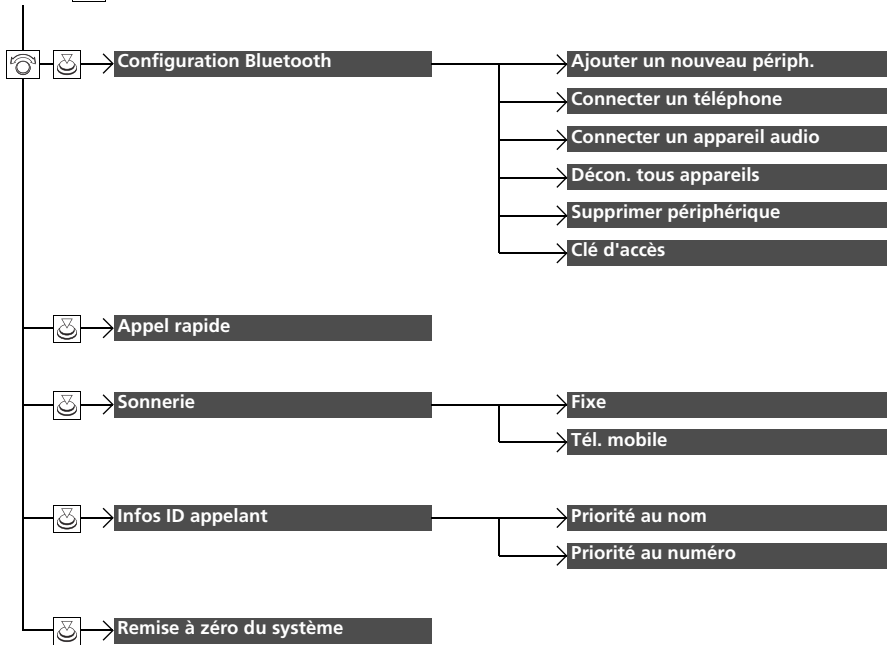 Configuration Bluetooth
Ajouter un nouveau périph.
Connecter un téléphone
Connecter un appareil audio
Décon. tous appareils
Supprimer périphérique
Clé d'accès
Appel rapide
Sonnerie
Fixe
Tél. mobile
Infos ID appelant
Priorité au nom
Priorité au numéro
Remise à zéro du système